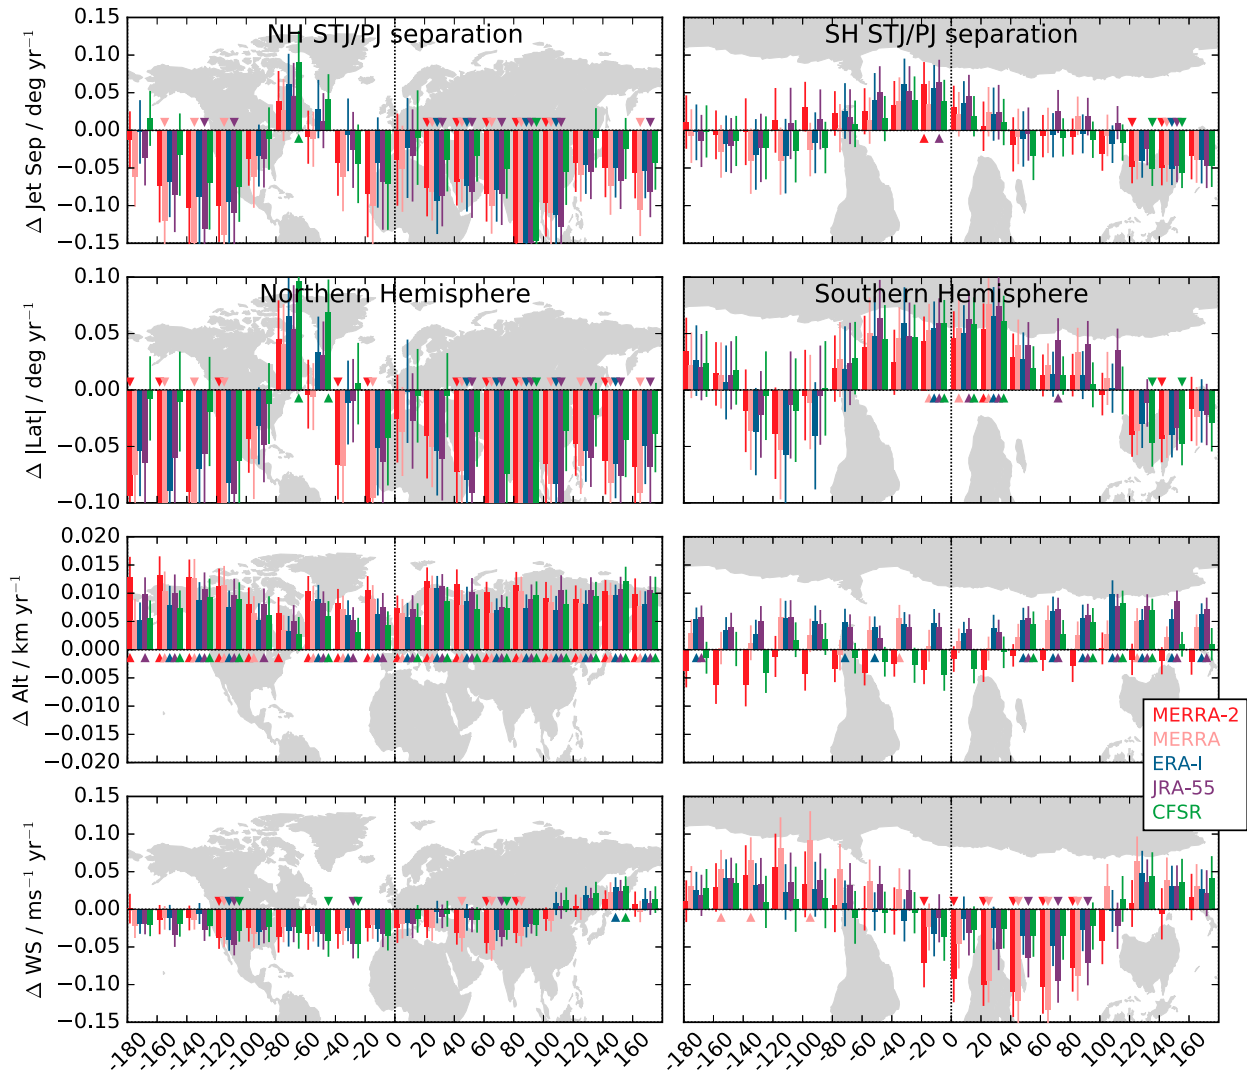 NH STJ/PJ separation
SH STJ/PJ separation
Δ Jet Sep / deg yr⁻¹
0.15
0.10
0.05
0.00
−0.05
−0.10
−0.15
Northern Hemisphere
Southern Hemisphere
Δ |Lat| / deg yr⁻¹
0.10
0.05
0.00
−0.05
−0.10
Δ Alt / km yr⁻¹
0.020
0.015
0.010
0.005
0.000
−0.005
−0.010
−0.015
−0.020
MERRA-2
MERRA
ERA-I
JRA-55
CFSR
Δ WS / ms⁻¹ yr⁻¹
0.15
0.10
0.05
0.00
−0.05
−0.10
−0.15
-180 -160 -140 -120 -100 -80 -60 -40 -20 0 20 40 60 80 100 120 140 160
-180 -160 -140 -120 -100 -80 -60 -40 -20 0 20 40 60 80 100 120 140 160